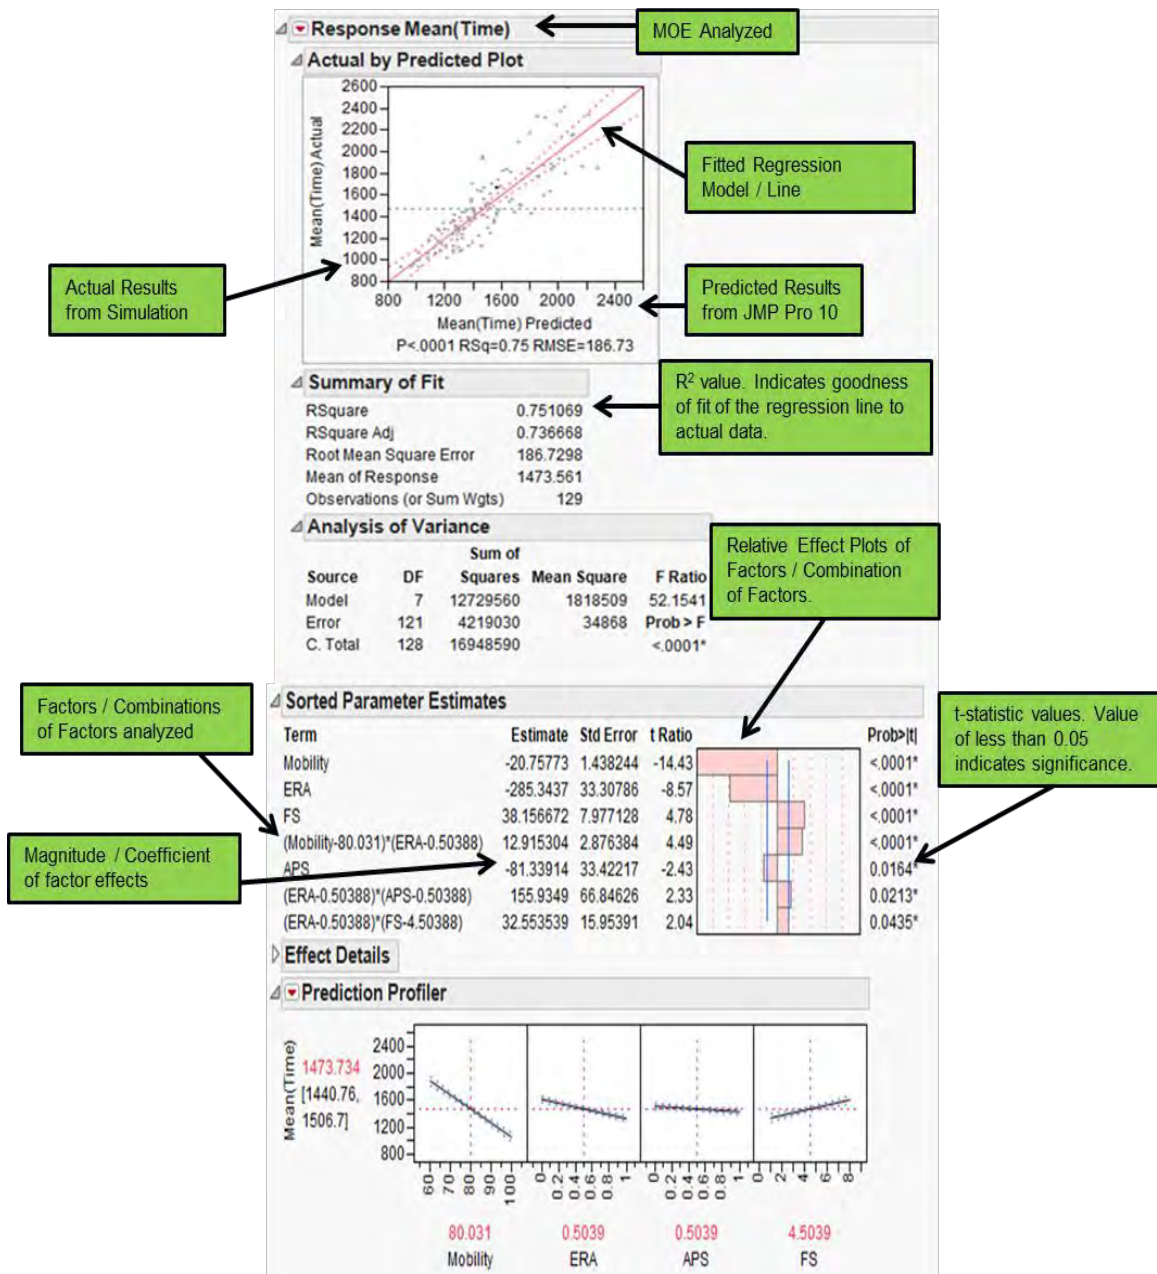 Response Mean(Time)
MOE Analyzed
Actual by Predicted Plot
2600
2400
2200
2000
1800
1600
1400
1200
1000
800
Mean(Time) Actual
800 1200 1600 2000 2400
Mean(Time) Predicted
P<.0001 RSq=0.75 RMSE=186.73
Fitted Regression
Model / Line
Actual Results
from Simulation
Predicted Results
from JMP Pro 10
Summary of Fit
RSquare 0.751069
RSquare Adj 0.736668
Root Mean Square Error 186.7298
Mean of Response 1473.561
Observations (or Sum Wgts) 129
R² value. Indicates goodness
of fit of the regression line to
actual data.
Analysis of Variance
Sum of
Source DF Squares Mean Square F Ratio
Model 7 12729560 1818509 52.1541
Error 121 4219030 34868 Prob > F
C. Total 128 16948590 <.0001*
Relative Effect Plots of
Factors / Combination
of Factors.
Factors / Combinations
of Factors analyzed
Sorted Parameter Estimates
Term Estimate Std Error t Ratio Prob>|t|
Mobility -20.75773 1.438244 -14.43 <.0001*
ERA -285.3437 33.30786 -8.57 <.0001*
FS 38.156672 7.977128 4.78 <.0001*
(Mobility-80.031)*(ERA-0.50388) 12.915304 2.876384 4.49 <.0001*
APS -81.33914 33.42217 -2.43 0.0164*
(ERA-0.50388)*(APS-0.50388) 155.9349 66.84626 2.33 0.0213*
(ERA-0.50388)*(FS-4.50388) 32.553539 15.95391 2.04 0.0435*
t-statistic values. Value
of less than 0.05
indicates significance.
Magnitude / Coefficient
of factor effects
Effect Details
Prediction Profiler
Mean(Time)
1473.734
[1440.76,
1506.7]
2400
2000
1600
1200
800
60 70 80 90 100 0 0.2 0.4 0.6 0.8 1 0 0.2 0.4 0.6 0.8 1 0 2 4 6 8
80.031 0.5039 0.5039 4.5039
Mobility ERA APS FS